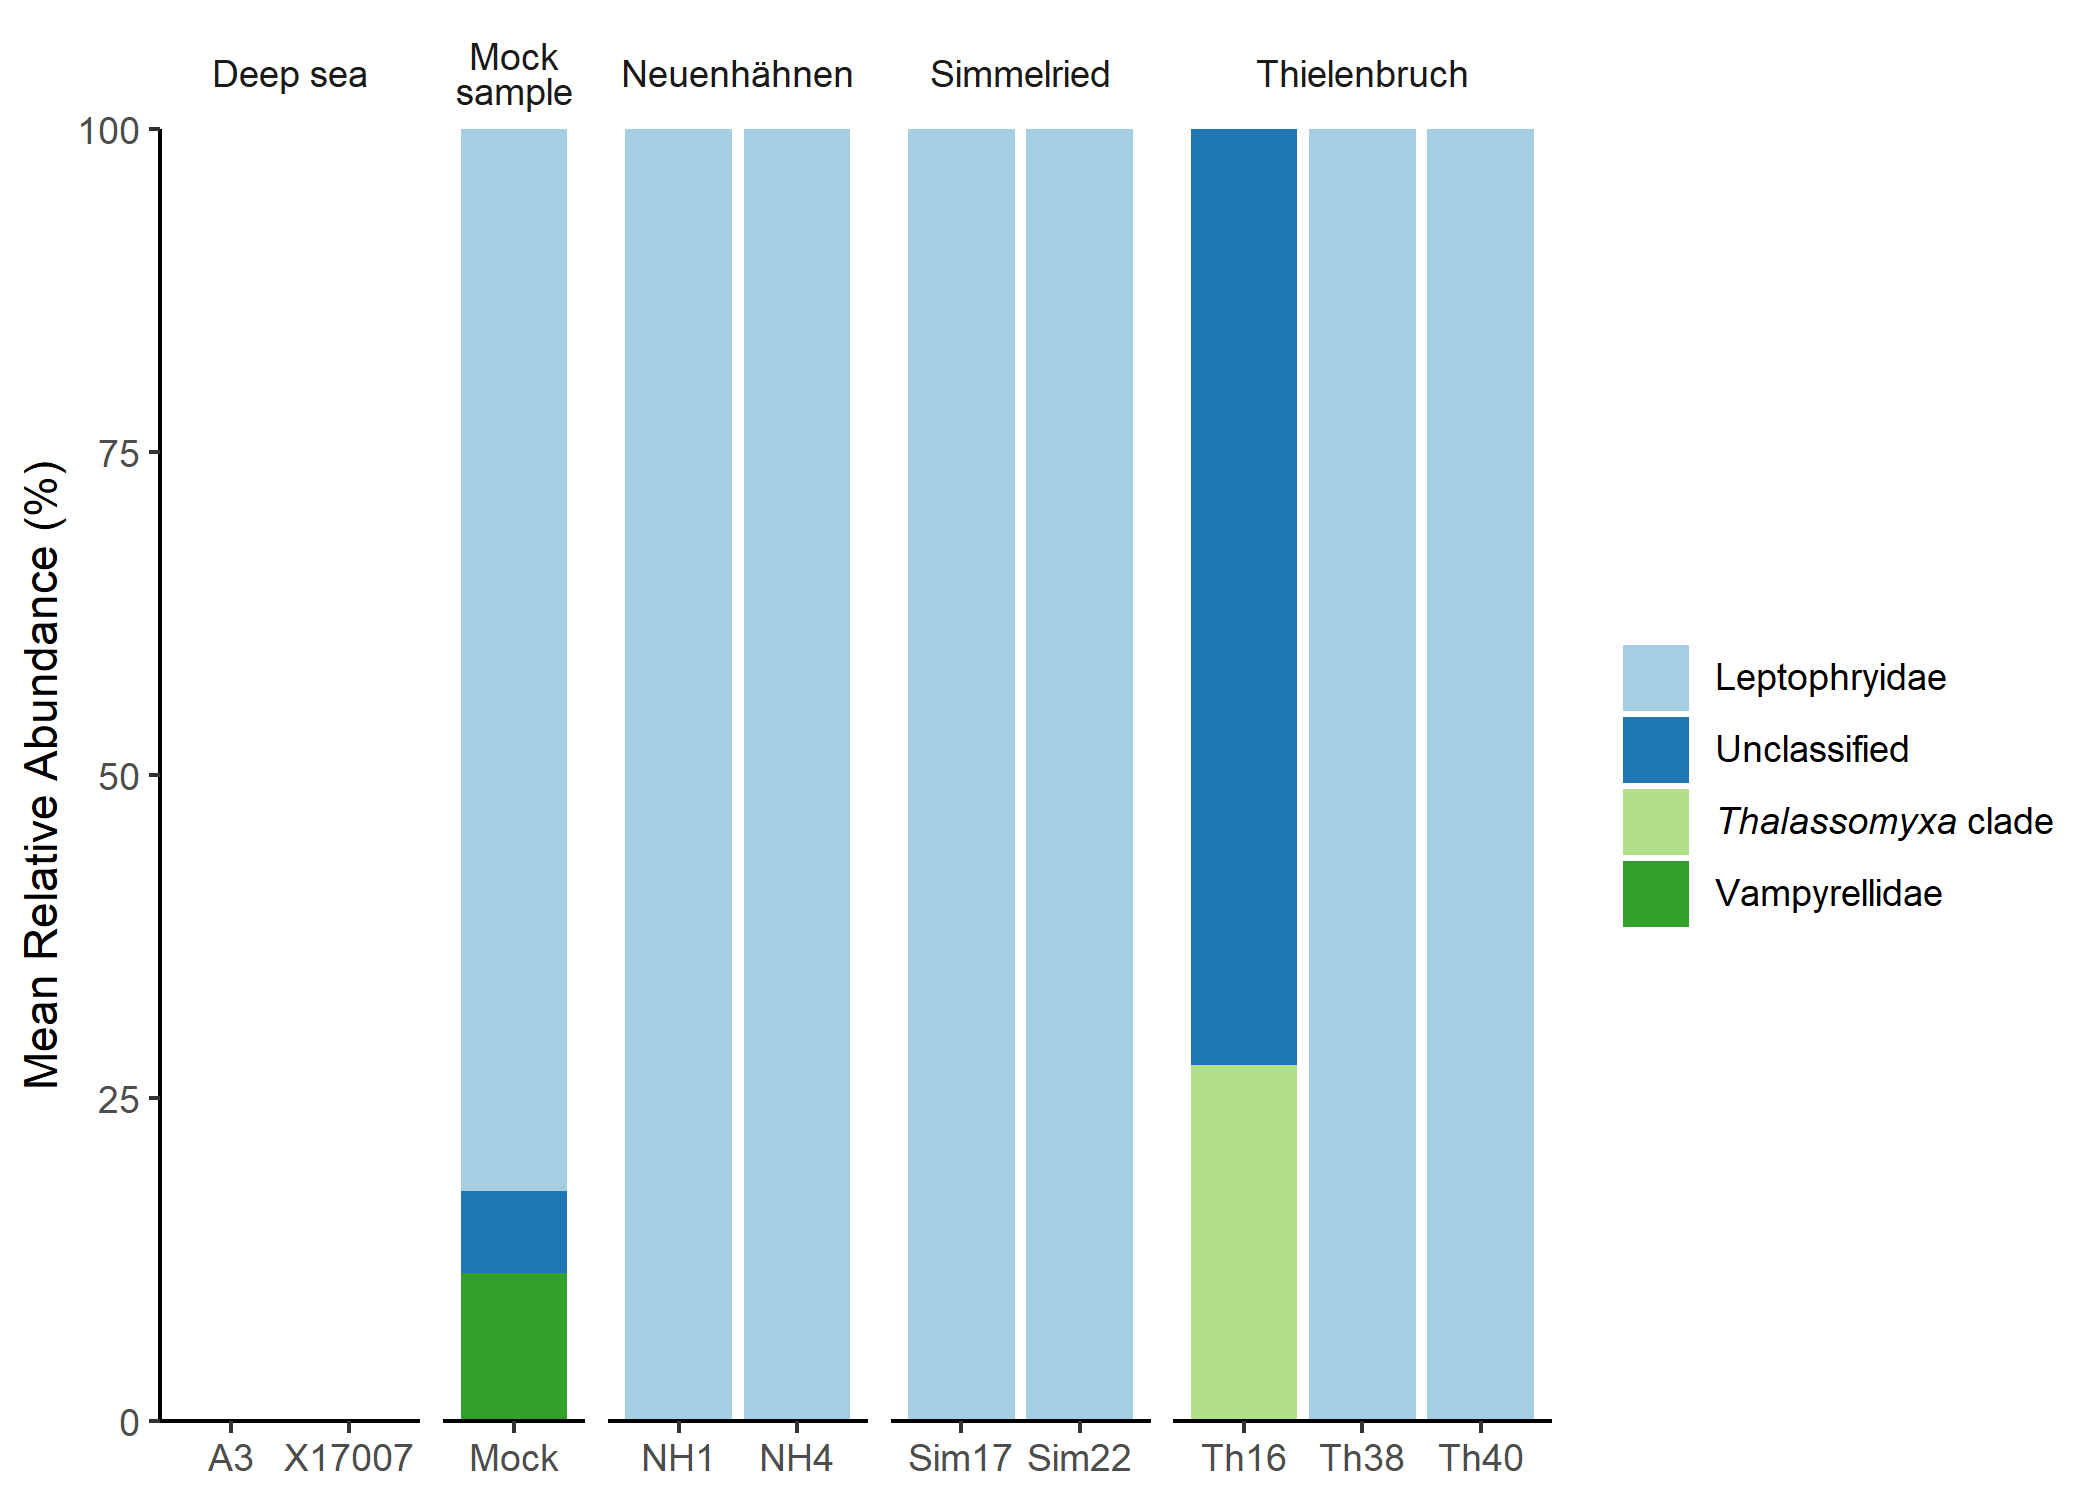 Deep sea
Mock
sample
Neuenhähnen
Simmelried
Thielenbruch
Mean Relative Abundance (%)
100
75
50
25
0
A3
X17007
Mock
NH1
NH4
Sim17
Sim22
Th16
Th38
Th40
Leptophryidae
Unclassified
Thalassomyxa clade
Vampyrellidae